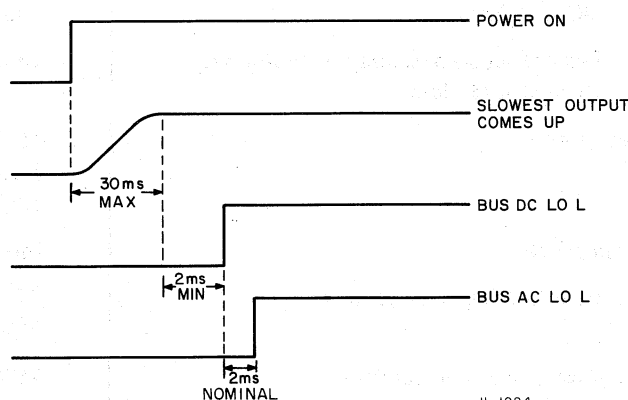 POWER ON
SLOWEST OUTPUT
COMES UP
30ms
MAX
BUS DC LO L
2ms
MIN
BUS AC LO L
2ms
NOMINAL